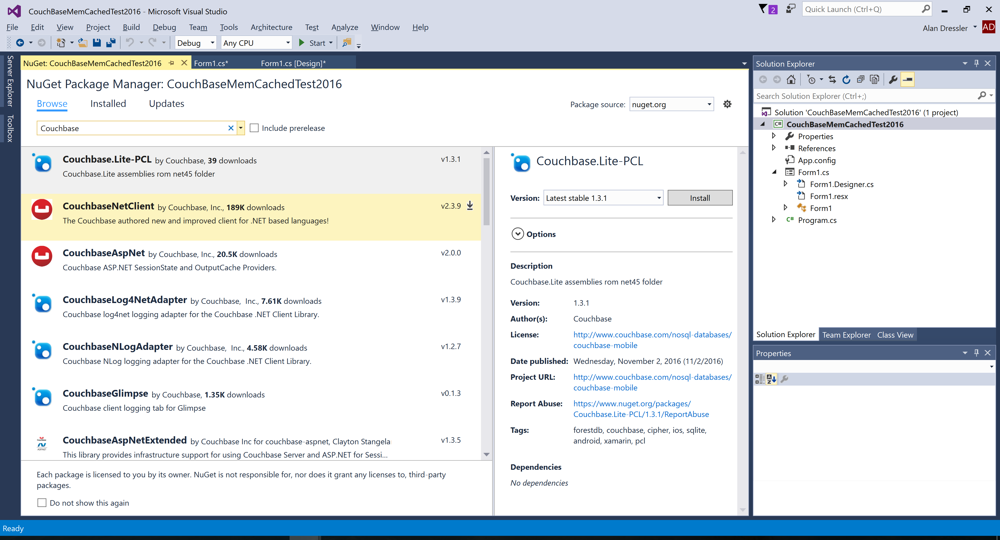 CouchBaseMemCachedTest2016 - Microsoft Visual Studio
2
Quick Launch (Ctrl+Q)
File Edit View Project Build Debug Team Tools Architecture Test Analyze Window Help
Alan Dressler AD
Debug Any CPU Start
Server Explorer
Toolbox
NuGet: CouchBaseMemCachedTest2016 Form1.cs* Form1.cs [Design]*
NuGet Package Manager: CouchBaseMemCachedTest2016
Browse Installed Updates
Package source: nuget.org
Couchbase
Include prerelease
Couchbase.Lite-PCL by Couchbase, 39 downloads v1.3.1
Couchbase.Lite assemblies rom net45 folder
CouchbaseNetClient by Couchbase, Inc., 189K downloads v2.3.9
The Couchbase authored new and improved client for .NET based languages!
CouchbaseAspNet by Couchbase, Inc., 20.5K downloads v2.0.0
Couchbase ASP.NET SessionState and OutputCache Providers.
CouchbaseLog4NetAdapter by Couchbase, Inc., 7.61K downloads v1.3.9
Couchbase log4net logging adapter for the Couchbase .NET Client Library.
CouchbaseNLogAdapter by Couchbase, Inc., 4.58K downloads v1.2.7
Couchbase NLog logging adapter for the Couchbase .NET Client Library.
CouchbaseGlimpse by Couchbase, 1.35K downloads v0.1.3
Couchbase client logging tab for Glimpse
Couchbase
ASP.NET
CouchbaseAspNetExtended by Couchbase Inc for couchbase-aspnet, Clayton Stangela v1.3.5
This library provides infrastructure support for using Couchbase Server and ASP.NET for Sessi...
Each package is licensed to you by its owner. NuGet is not responsible for, nor does it grant any licenses to, third-party
packages.
Do not show this again
Couchbase.Lite-PCL
Version: Latest stable 1.3.1 Install
Options
Description
Couchbase.Lite assemblies rom net45 folder
Version: 1.3.1
Author(s): Couchbase
License: http://www.couchbase.com/nosql-databases/
couchbase-mobile
Date published: Wednesday, November 2, 2016 (11/2/2016)
Project URL: http://www.couchbase.com/nosql-databases/
couchbase-mobile
Report Abuse: https://www.nuget.org/packages/
Couchbase.Lite-PCL/1.3.1/ReportAbuse
Tags: forestdb, couchbase, cipher, ios, sqlite,
android, xamarin, pcl
Dependencies
No dependencies
Solution Explorer
Search Solution Explorer (Ctrl+;)
Solution 'CouchBaseMemCachedTest2016' (1 project)
C# CouchBaseMemCachedTest2016
Properties
References
App.config
Form1.cs
Form1.Designer.cs
Form1.resx
Form1
C# Program.cs
Solution Explorer Team Explorer Class View
Properties
AZ
Ready